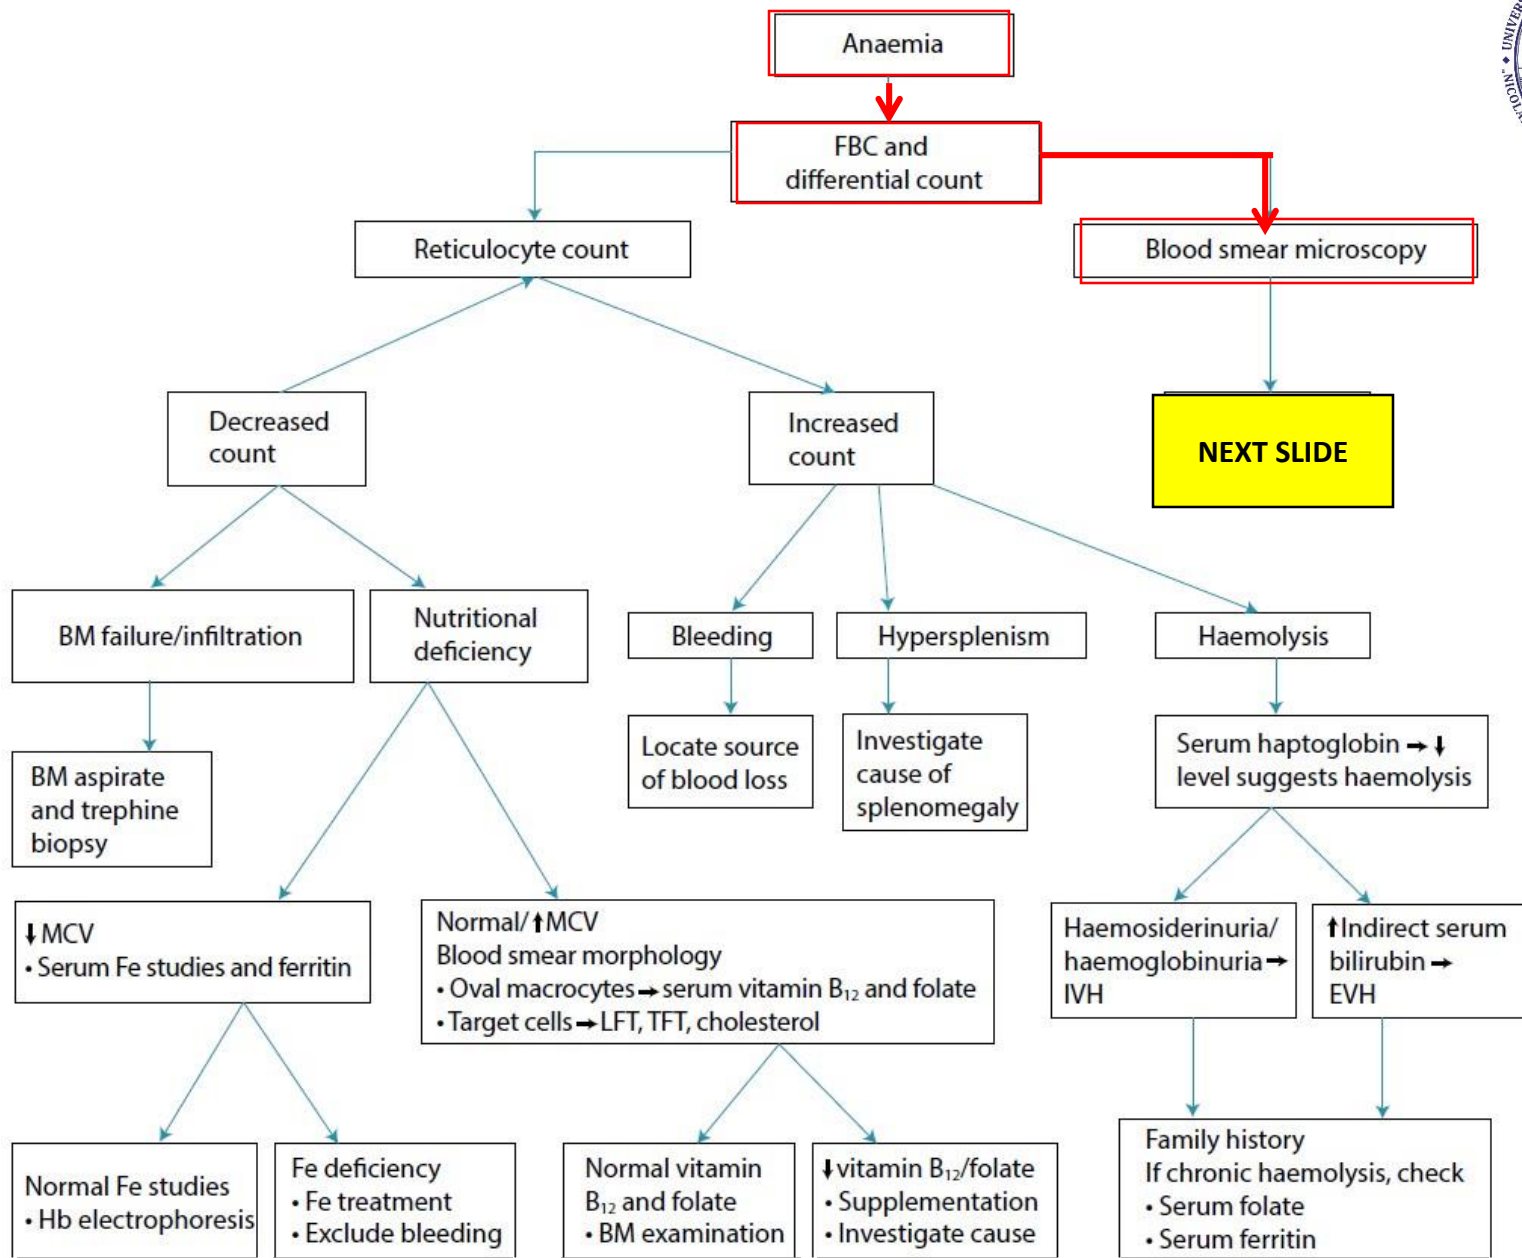 Anaemia
UNIVERS
"NICOLA
FBC and
differential count
Reticulocyte count
Blood smear microscopy
Decreased
count
Increased
count
NEXT SLIDE
BM failure/infiltration
Nutritional
deficiency
Bleeding
Hypersplenism
Haemolysis
BM aspirate
and trephine
biopsy
Locate source
of blood loss
Investigate
cause of
splenomegaly
Serum haptoglobin → ↓
level suggests haemolysis
↓ MCV
• Serum Fe studies and ferritin
Normal/ ↑ MCV
Blood smear morphology
• Oval macrocytes → serum vitamin B₁₂ and folate
• Target cells → LFT, TFT, cholesterol
Haemosiderinuria/
haemoglobinuria →
IVH
↑ Indirect serum
bilirubin →
EVH
Normal Fe studies
• Hb electrophoresis
Fe deficiency
• Fe treatment
• Exclude bleeding
Normal vitamin
B₁₂ and folate
• BM examination
↓ vitamin B₁₂/folate
• Supplementation
• Investigate cause
Family history
If chronic haemolysis, check
• Serum folate
• Serum ferritin